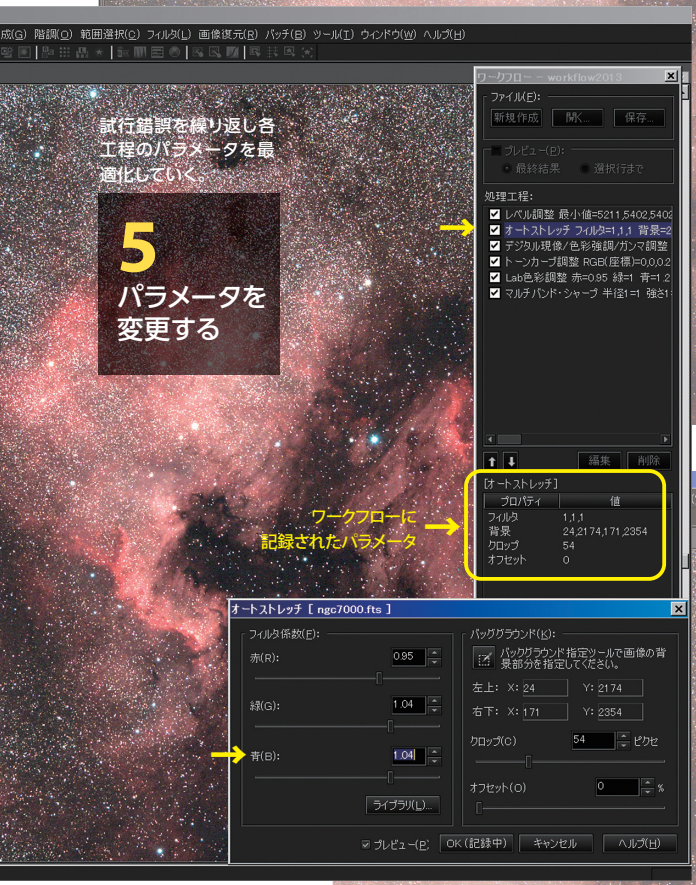 成(G) 階調(O) 範囲選択(C) フィルタ(L) 画像復元(R) バッチ(B) ツール(T) ウィンドウ(W) ヘルプ(H)
試行錯誤を繰り返し各
工程のパラメータを最
適化していく。
5
パラメータを
変更する
ワークフロー － workflow2013
ファイル(F):
新規作成 開く... 保存...
プレビュー(P):
最終結果 選択行まで
処理工程:
レベル調整 最小値=5211,5402,5402
オートストレッチ フィルタ=1,1,1 背景=2
デジタル現像/色彩強調/ガンマ調整
トーンカーブ調整 RGB(座標)=0,0,0.2
Lab色彩調整 赤=0.95 緑=1 青=1.2
マルチバンド・シャープ 半径1=1 強さ1=
編集 削除
[オートストレッチ]
プロパティ 値
フィルタ 1,1,1
背景 24,2174,171,2354
クロップ 54
オフセット 0
ワークフローに
記録されたパラメータ
オートストレッチ [ ngc7000.fts ]
フィルタ係数(F):
赤(R): 0.95
緑(G): 1.04
青(B): 1.04
ライブラリ(L)...
バックグラウンド(K):
バックグラウンド指定ツールで画像の背
景部分を指定してください。
左上: X: 24 Y: 2174
右下: X: 171 Y: 2354
クロップ(C) 54 ピクセ
オフセット(O) 0 %
プレビュー(P: OK(記録中) キャンセル ヘルプ(H)